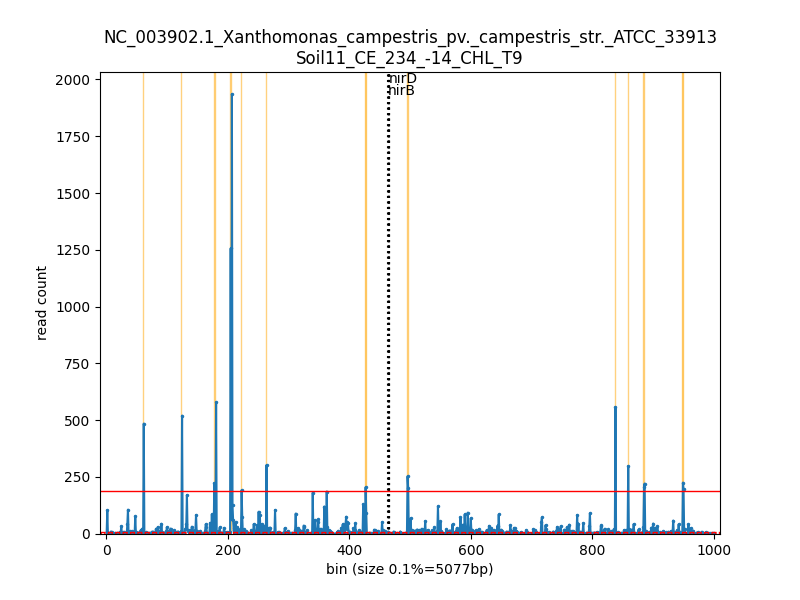 NC_003902.1_Xanthomonas_campestris_pv._campestris_str._ATCC_33913
Soil11_CE_234_-14_CHL_T9
nirD
nirB
2000
1750
1500
1250
1000
750
500
250
0
read count
0 200 400 600 800 1000
bin (size 0.1%=5077bp)